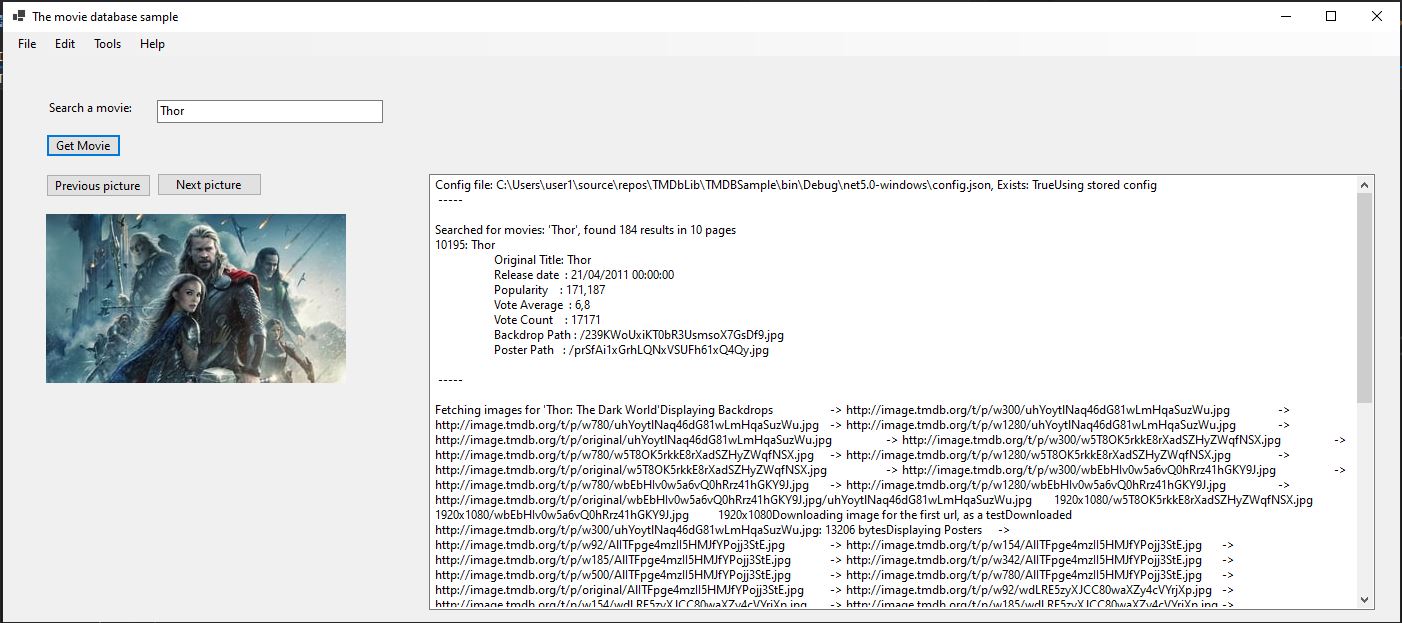 The movie database sample
File Edit Tools Help
Search a movie: Thor
Get Movie
Previous picture Next picture
Config file: C:\Users\user1\source\repos\TMDbLib\TMDBSample\bin\Debug\net5.0-windows\config.json, Exists: TrueUsing stored config
-----
Searched for movies: 'Thor', found 184 results in 10 pages
10195: Thor
Original Title: Thor
Release date : 21/04/2011 00:00:00
Popularity : 171,187
Vote Average : 6,8
Vote Count : 17171
Backdrop Path : /239KWoUxiKT0bR3UsmsoX7GsDf9.jpg
Poster Path : /prSfAi1xGrhLQNxVSUFh61xQ4Qy.jpg
-----
Fetching images for 'Thor: The Dark World'Displaying Backdrops -> http://image.tmdb.org/t/p/w300/uhYoytlNaq46dG81wLmHqaSuzWu.jpg ->
http://image.tmdb.org/t/p/w780/uhYoytlNaq46dG81wLmHqaSuzWu.jpg -> http://image.tmdb.org/t/p/w1280/uhYoytlNaq46dG81wLmHqaSuzWu.jpg ->
http://image.tmdb.org/t/p/original/uhYoytlNaq46dG81wLmHqaSuzWu.jpg -> http://image.tmdb.org/t/p/w300/w5T8OK5rkkE8rXadSZHyZWqfNSX.jpg ->
http://image.tmdb.org/t/p/w780/w5T8OK5rkkE8rXadSZHyZWqfNSX.jpg -> http://image.tmdb.org/t/p/w1280/w5T8OK5rkkE8rXadSZHyZWqfNSX.jpg ->
http://image.tmdb.org/t/p/original/w5T8OK5rkkE8rXadSZHyZWqfNSX.jpg -> http://image.tmdb.org/t/p/w300/wbEbHlv0w5a6vQ0hRrz41hGKY9J.jpg ->
http://image.tmdb.org/t/p/w780/wbEbHlv0w5a6vQ0hRrz41hGKY9J.jpg -> http://image.tmdb.org/t/p/w1280/wbEbHlv0w5a6vQ0hRrz41hGKY9J.jpg ->
http://image.tmdb.org/t/p/original/wbEbHlv0w5a6vQ0hRrz41hGKY9J.jpg/uhYoytlNaq46dG81wLmHqaSuzWu.jpg 1920x1080/w5T8OK5rkkE8rXadSZHyZWqfNSX.jpg
1920x1080/wbEbHlv0w5a6vQ0hRrz41hGKY9J.jpg 1920x1080Downloading image for the first url, as a testDownloaded
http://image.tmdb.org/t/p/w300/uhYoytlNaq46dG81wLmHqaSuzWu.jpg: 13206 bytesDisplaying Posters ->
http://image.tmdb.org/t/p/w92/AllTFpge4mzll5HMJfYPojj3StE.jpg -> http://image.tmdb.org/t/p/w154/AllTFpge4mzll5HMJfYPojj3StE.jpg ->
http://image.tmdb.org/t/p/w185/AllTFpge4mzll5HMJfYPojj3StE.jpg -> http://image.tmdb.org/t/p/w342/AllTFpge4mzll5HMJfYPojj3StE.jpg ->
http://image.tmdb.org/t/p/w500/AllTFpge4mzll5HMJfYPojj3StE.jpg -> http://image.tmdb.org/t/p/w780/AllTFpge4mzll5HMJfYPojj3StE.jpg ->
http://image.tmdb.org/t/p/original/AllTFpge4mzll5HMJfYPojj3StE.jpg -> http://image.tmdb.org/t/p/w92/wdLRE5zyXJCC80waXZy4cVYrjXp.jpg ->
http://image.tmdb.org/t/p/w154/wdLRE5zyXJCC80waXZy4cVYrjXp.jpg -> http://image.tmdb.org/t/p/w185/wdLRE5zyXJCC80waXZy4cVYrjXp.jpg ->